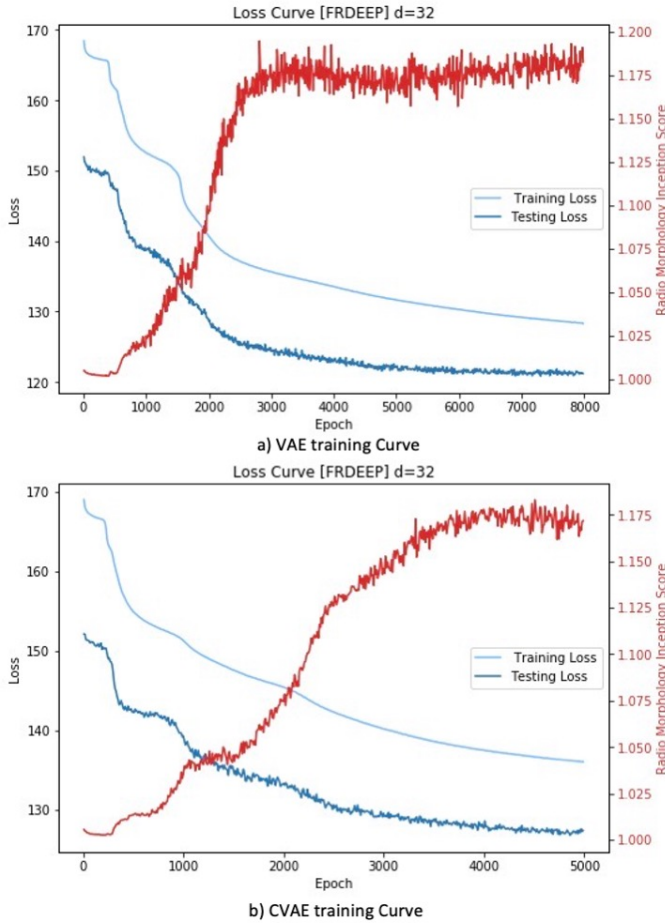 Loss Curve [FRDEEP] d=32
170
160
150
140
130
120
Loss
0 1000 2000 3000 4000 5000 6000 7000 8000
Epoch
1.200
1.175
1.150
1.125
1.100
1.075
1.050
1.025
1.000
Radio Morphology Inception Score
Training Loss
Testing Loss
a) VAE training Curve
Loss Curve [FRDEEP] d=32
170
160
150
140
130
Loss
0 1000 2000 3000 4000 5000
Epoch
1.175
1.150
1.125
1.100
1.075
1.050
1.025
1.000
Radio Morphology Inception Score
Training Loss
Testing Loss
b) CVAE training Curve